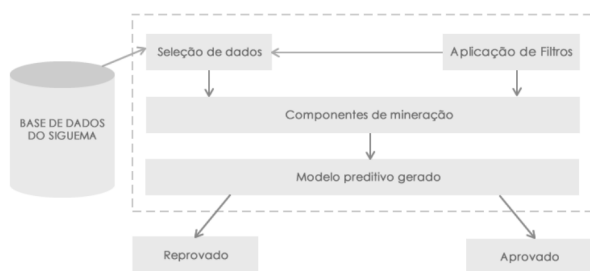 Seleção de dados
Aplicação de Filtros
BASE DE DADOS
DO SIGUEMA
Componentes de mineração
Modelo preditivo gerado
Reprovado
Aprovado